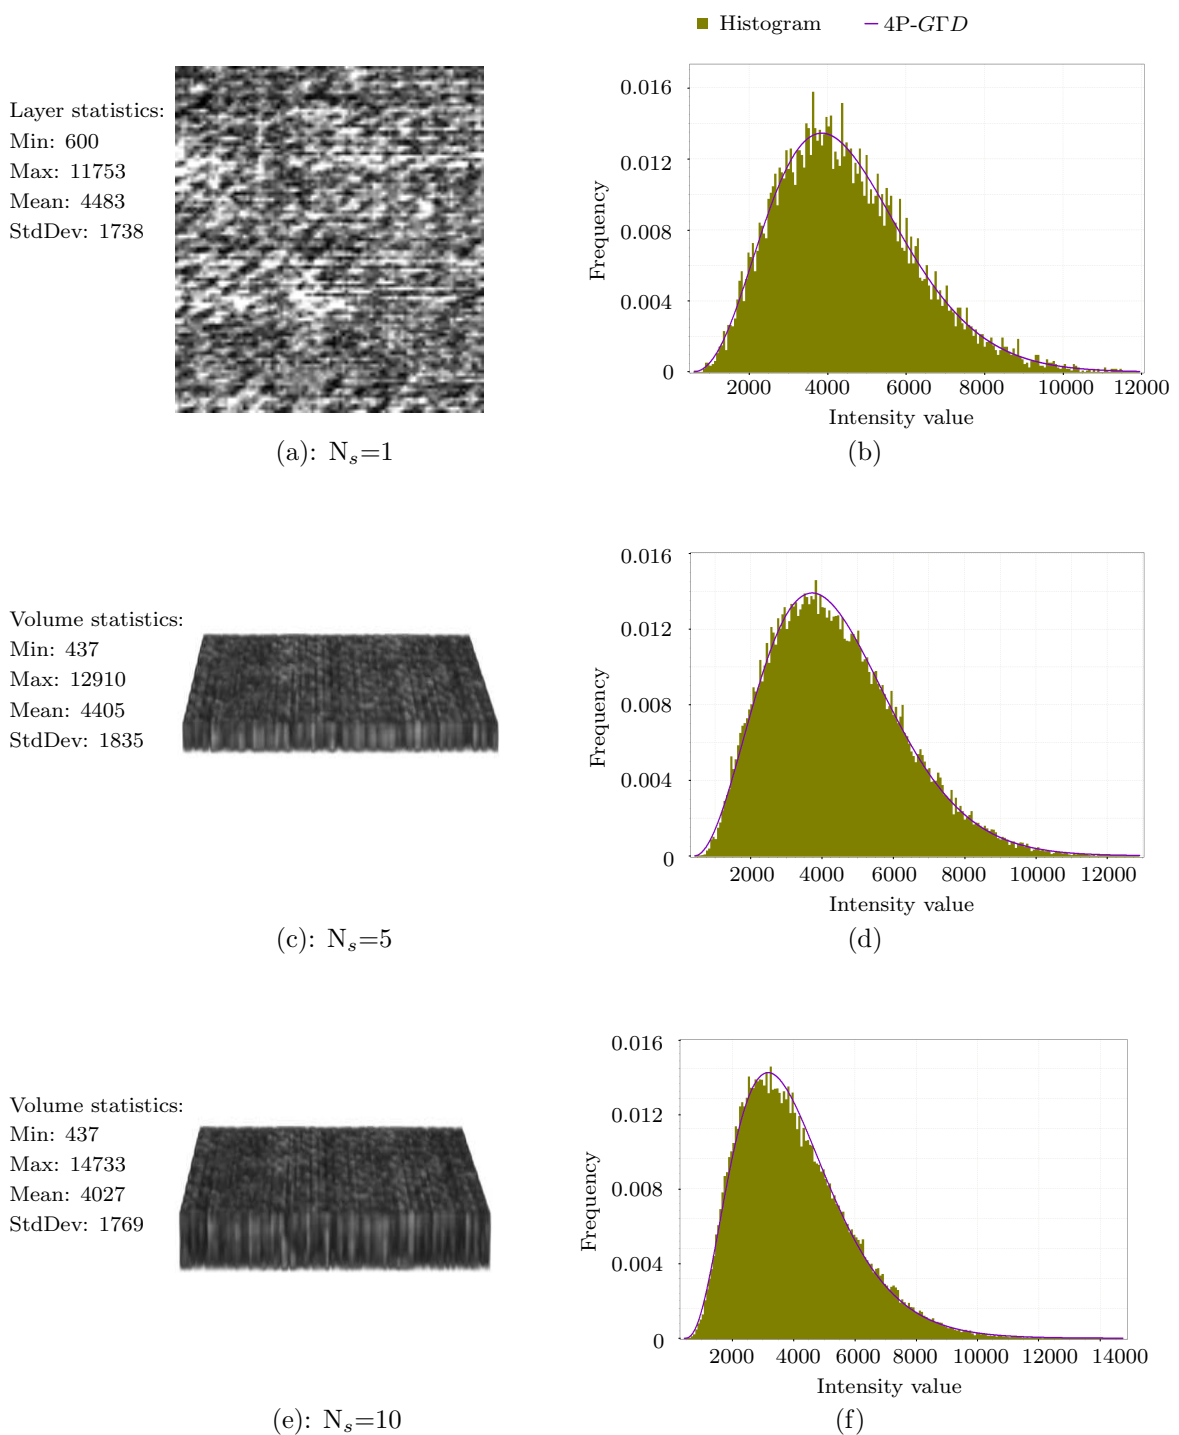 Histogram
4P-GΓD
Layer statistics:
Min: 600
Max: 11753
Mean: 4483
StdDev: 1738
0.016
0.012
0.008
0.004
0
Frequency
2000 4000 6000 8000 10000 12000
Intensity value
(a): Nₛ=1
(b)
Volume statistics:
Min: 437
Max: 12910
Mean: 4405
StdDev: 1835
0.016
0.012
0.008
0.004
0
Frequency
2000 4000 6000 8000 10000 12000
Intensity value
(c): Nₛ=5
(d)
Volume statistics:
Min: 437
Max: 14733
Mean: 4027
StdDev: 1769
0.016
0.012
0.008
0.004
0
Frequency
2000 4000 6000 8000 10000 12000 14000
Intensity value
(e): Nₛ=10
(f)